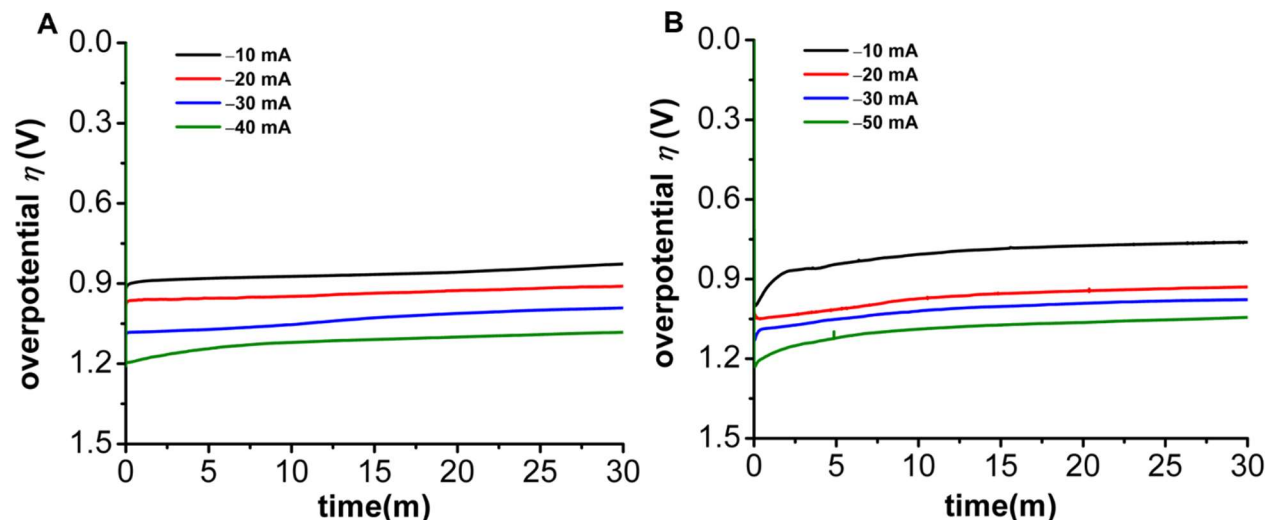 A
overpotential η (V)
0.0
0.3
0.6
0.9
1.2
1.5
–10 mA
–20 mA
–30 mA
–40 mA
0 5 10 15 20 25 30
time(m)
B
overpotential η (V)
0.0
0.3
0.6
0.9
1.2
1.5
–10 mA
–20 mA
–30 mA
–50 mA
0 5 10 15 20 25 30
time(m)